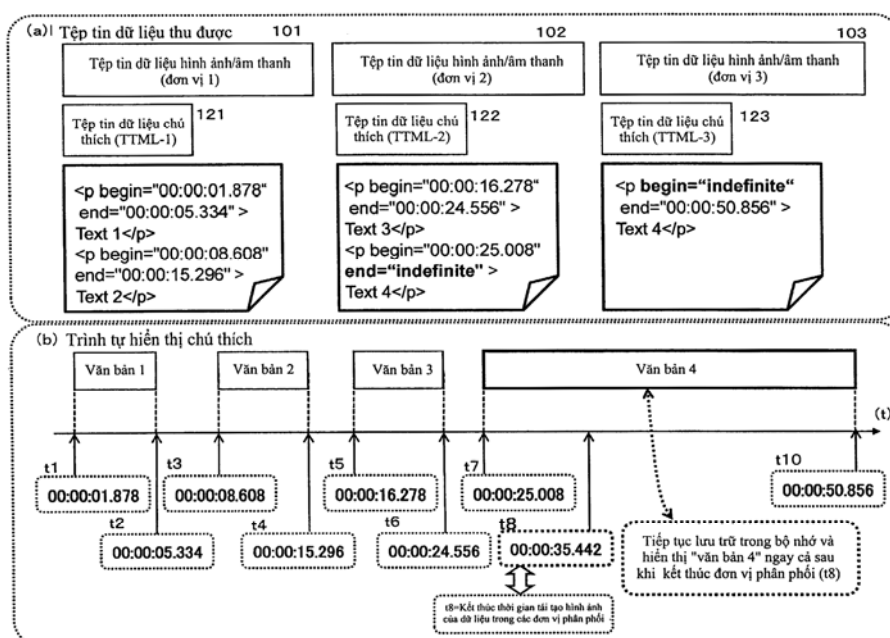 (a)| Tệp tin dữ liệu thu được
101
102
103
Tệp tin dữ liệu hình ảnh/âm thanh
(đơn vị 1)
Tệp tin dữ liệu hình ảnh/âm thanh
(đơn vị 2)
Tệp tin dữ liệu hình ảnh/âm thanh
(đơn vị 3)
121
122
123
Tệp tin dữ liệu chú
thích (TTML-1)
Tệp tin dữ liệu chú
thích (TTML-2)
Tệp tin dữ liệu chú
thích (TTML-3)
<p begin="00:00:01.878"
end="00:00:05.334" >
Text 1</p>
<p begin="00:00:08.608"
end="00:00:15.296" >
Text 2</p>
<p begin="00:00:16.278"
end="00:00:24.556" >
Text 3</p>
<p begin="00:00:25.008"
end="indefinite" >
Text 4</p>
<p begin="indefinite"
end="00:00:50.856" >
Text 4</p>
(b) Trình tự hiển thị chú thích
Văn bản 1
Văn bản 2
Văn bản 3
Văn bản 4
(t)
t1
t3
t5
t7
t10
00:00:01.878
00:00:08.608
00:00:16.278
00:00:25.008
00:00:50.856
t2
t4
t6
t8
00:00:05.334
00:00:15.296
00:00:24.556
00:00:35.442
Tiếp tục lưu trữ trong bộ nhớ và
hiển thị "văn bản 4" ngay cả sau
khi kết thúc đơn vị phân phối (t8)
t8=Kết thúc thời gian tái tạo hình ảnh
của dữ liệu trong các đơn vị phân phối